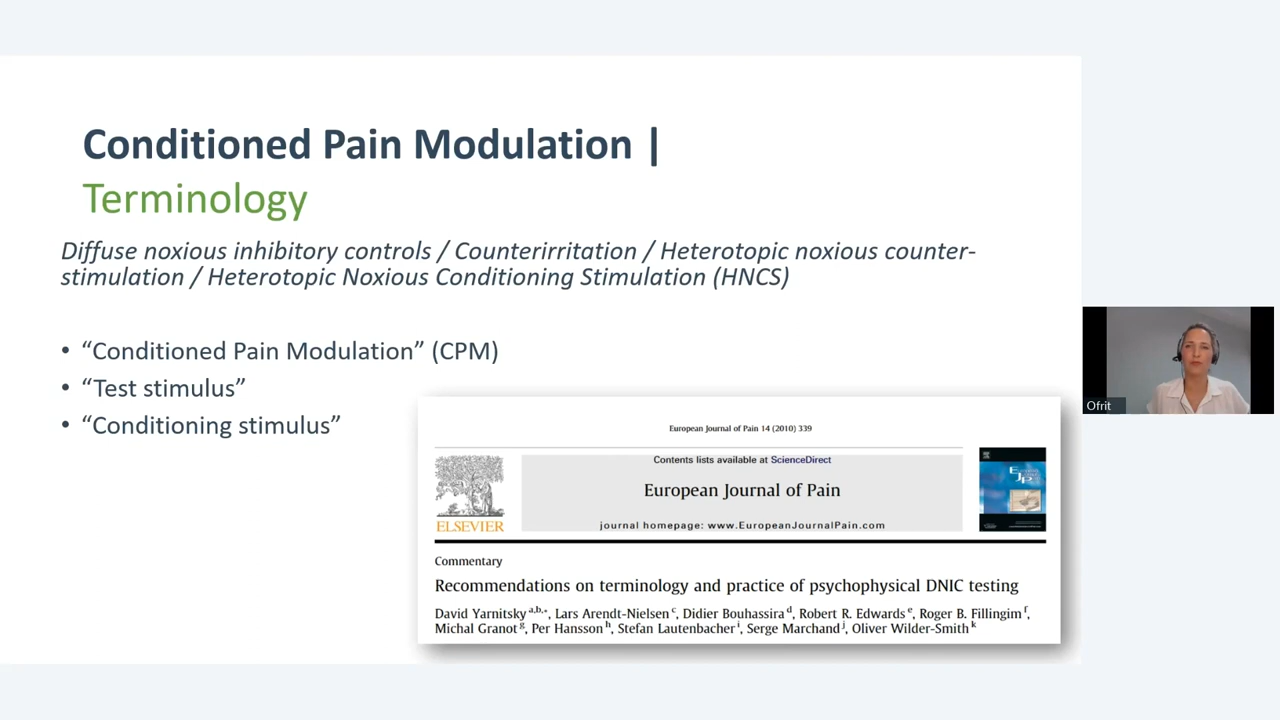 Conditioned Pain Modulation |
Terminology
Diffuse noxious inhibitory controls / Counterirritation / Heterotopic noxious counter-
stimulation / Heterotopic Noxious Conditioning Stimulation (HNCS)
• “Conditioned Pain Modulation” (CPM)
• “Test stimulus”
• “Conditioning stimulus”
European Journal of Pain 14 (2010) 339
Contents lists available at ScienceDirect
European Journal of Pain
journal homepage: www.EuropeanJournalPain.com
ELSEVIER
EJP
Commentary
Recommendations on terminology and practice of psychophysical DNIC testing
David Yarnitsky a,b,*, Lars Arendt-Nielsen c, Didier Bouhassira d, Robert R. Edwards e, Roger B. Fillingim f,
Michal Granot g, Per Hansson h, Stefan Lautenbacher i, Serge Marchand j, Oliver Wilder-Smith k
Ofrit